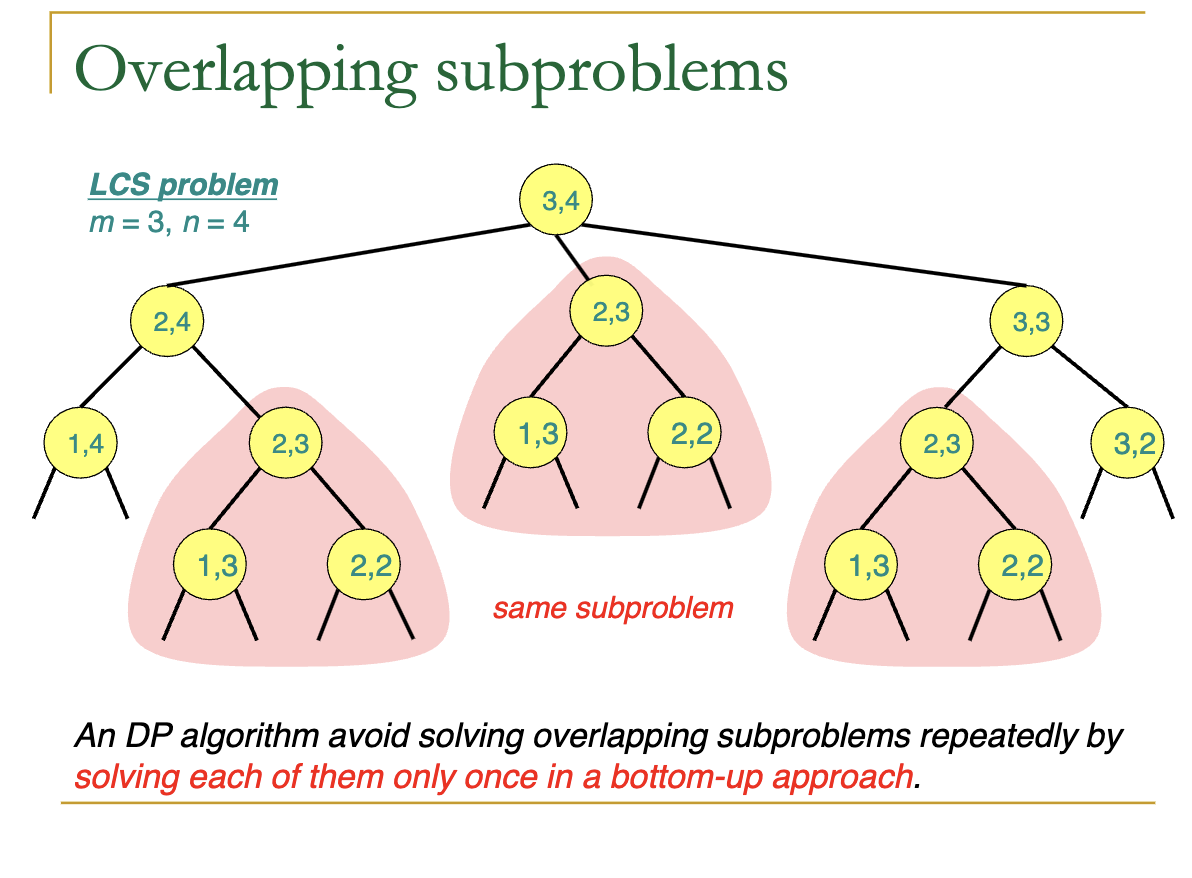 Overlapping subproblems
LCS problem
m = 3, n = 4
3,4
2,4
2,3
3,3
1,4
2,3
1,3
2,2
2,3
3,2
1,3
2,2
1,3
2,2
same subproblem
An DP algorithm avoid solving overlapping subproblems repeatedly by
solving each of them only once in a bottom-up approach.